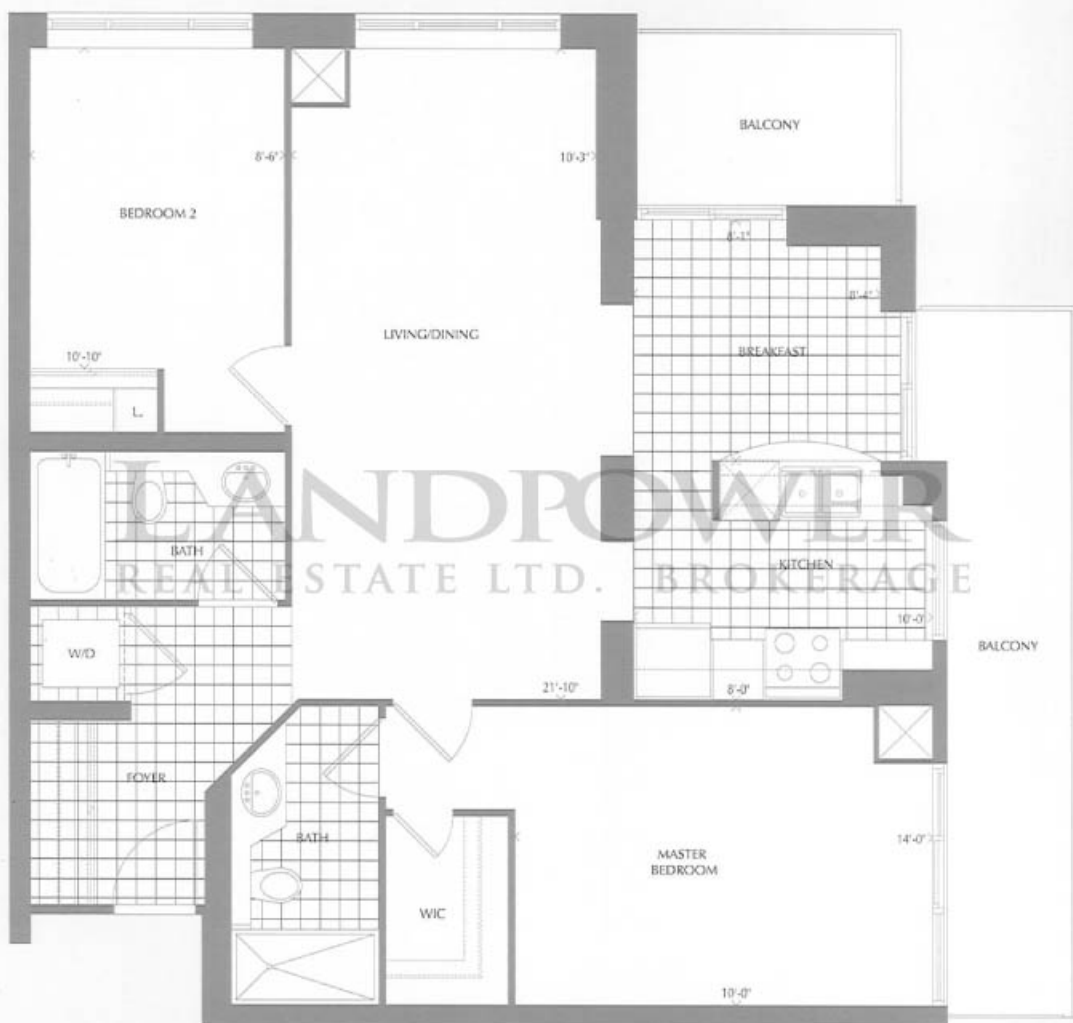 BALCONY
8'-6"
10'-3"
BEDROOM 2
8'-1"
8'-4"
LIVING/DINING
BREAKFAST
10'-10"
L.
LANDPOWER
REAL ESTATE LTD. BROKERAGE
BATH
KITCHEN
10'-0"
W/D
BALCONY
21'-10"
8'-0"
FOYER
BATH
MASTER
BEDROOM
14'-0"
WIC
10'-0"